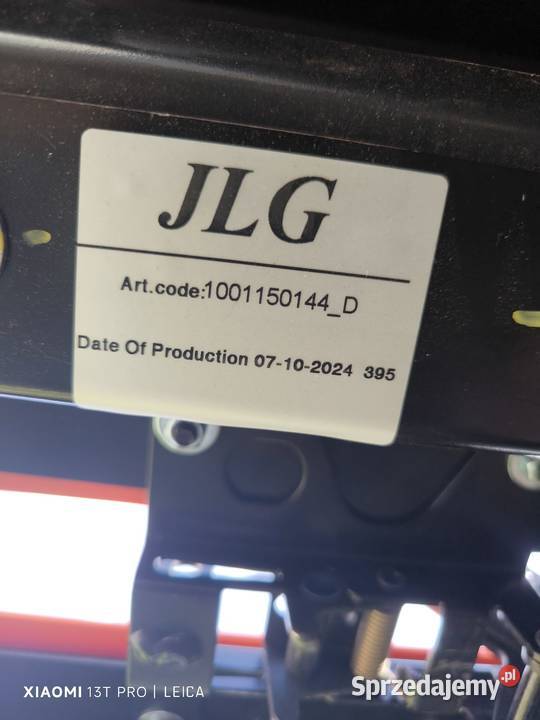 JLG
Art.code:1001150144_D
Date Of Production 07-10-2024 395
XIAOMI 13T PRO | LEICA
Sprzedajemy.pl